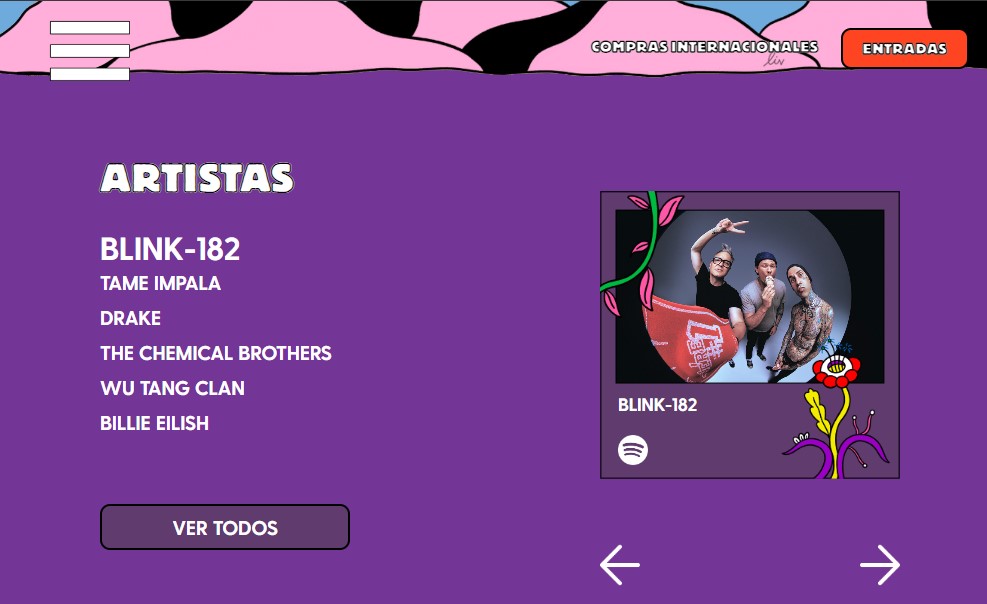 COMPRAS INTERNACIONALES
liv
ENTRADAS
ARTISTAS
BLINK-182
TAME IMPALA
DRAKE
THE CHEMICAL BROTHERS
WU TANG CLAN
BILLIE EILISH
VER TODOS
BLINK-182